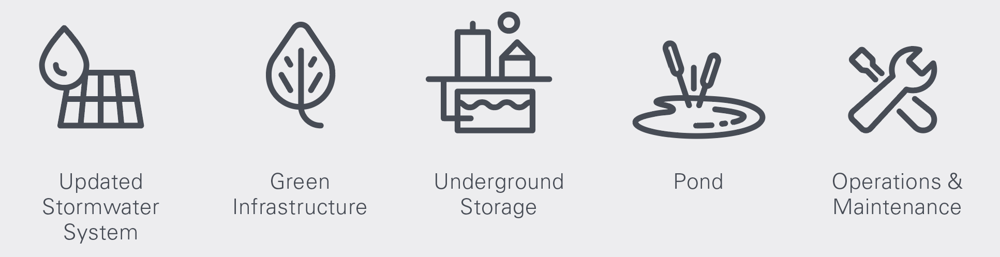 Updated
Stormwater
System
Green
Infrastructure
Underground
Storage
Pond
Operations &
Maintenance